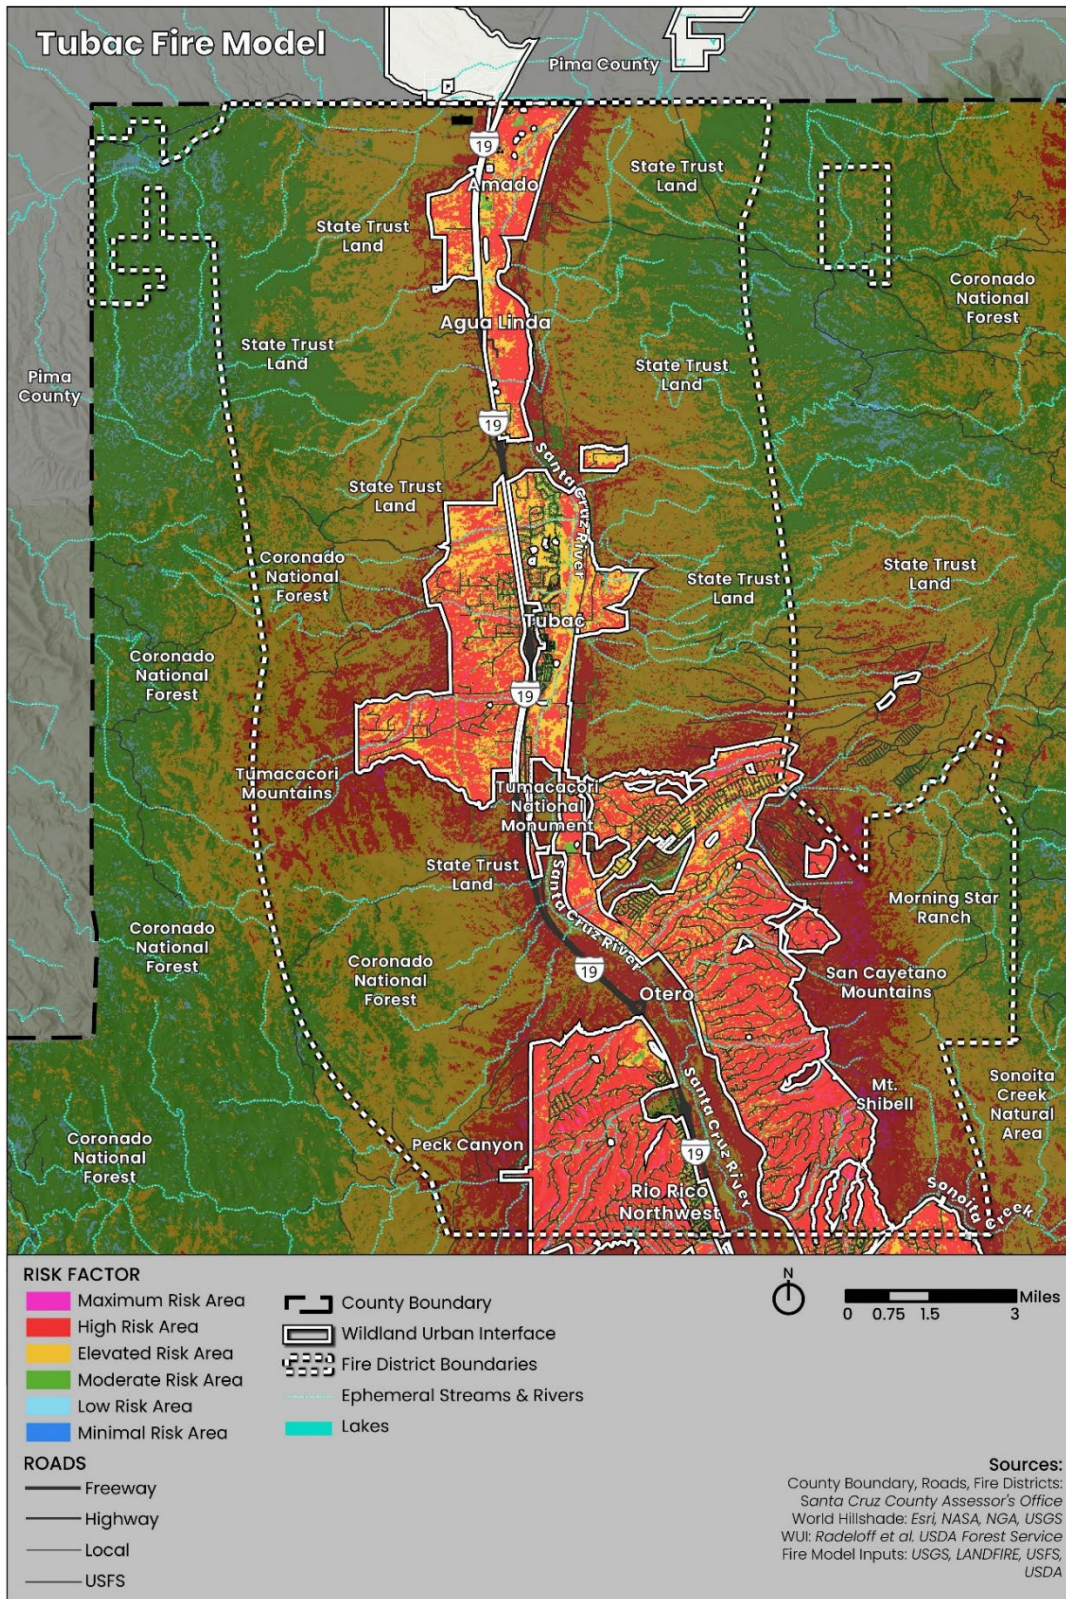 Tubac Fire Model
Pima County
19
Amado
State Trust
Land
State Trust
Land
Coronado
National
Forest
Agua Linda
State Trust
Land
State Trust
Land
Pima
County
19
Santa Cruz River
State Trust
Land
Coronado
National
Forest
State Trust
Land
State Trust
Land
Tubac
Coronado
National
Forest
19
Tumacacori
Mountains
Tumacacori
National
Monument
State Trust
Land
Santa Cruz River
Morning Star
Ranch
Coronado
National
Forest
Coronado
National
Forest
19
San Cayetano
Mountains
Otero
Santa Cruz River
Mt.
Shibell
Sonoita
Creek
Natural
Area
Coronado
National
Forest
Peck Canyon
19
Rio Rico
Northwest
Sonoita Creek
RISK FACTOR
Maximum Risk Area
High Risk Area
Elevated Risk Area
Moderate Risk Area
Low Risk Area
Minimal Risk Area
ROADS
Freeway
Highway
Local
USFS
County Boundary
Wildland Urban Interface
Fire District Boundaries
Ephemeral Streams & Rivers
Lakes
N
0 0.75 1.5 3 Miles
Sources:
County Boundary, Roads, Fire Districts:
Santa Cruz County Assessor's Office
World Hillshade: Esri, NASA, NGA, USGS
WUI: Radeloff et al. USDA Forest Service
Fire Model Inputs: USGS, LANDFIRE, USFS,
USDA